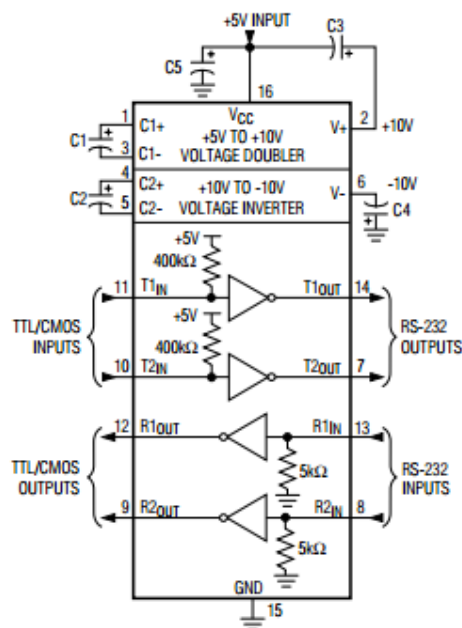 +5V INPUT
C3
C5
+
+
16
1
C1+
VCC
2
+
+5V TO +10V
V+
+10V
C1
3
C1-
VOLTAGE DOUBLER
4
C2+
+10V TO -10V
6
-10V
+
V-
C2
5
C2-
VOLTAGE INVERTER
+
C4
+5V
400kΩ
11
T1IN
T1OUT
14
TTL/CMOS
INPUTS
+5V
RS-232
OUTPUTS
400kΩ
10
T2IN
T2OUT
7
12
R1OUT
R1IN
13
TTL/CMOS
OUTPUTS
5kΩ
RS-232
INPUTS
9
R2OUT
R2IN
8
5kΩ
GND
15